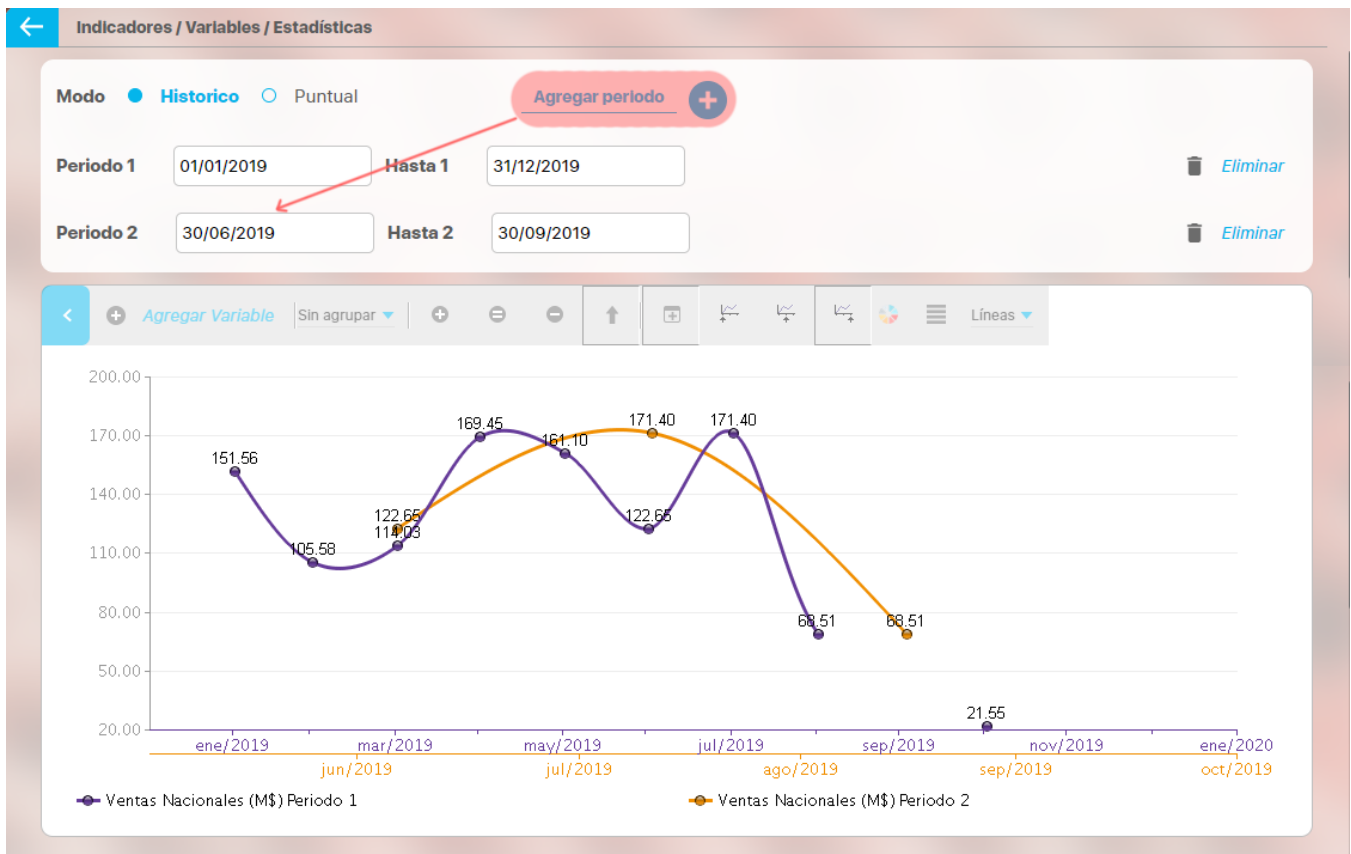 Indicadores / Variables / Estadísticas
Modo Historico Puntual Agregar periodo
Periodo 1 01/01/2019 Hasta 1 31/12/2019 Eliminar
Periodo 2 30/06/2019 Hasta 2 30/09/2019 Eliminar
Agregar Variable Sin agrupar Líneas
200.00
170.00
140.00
110.00
80.00
50.00
20.00
151.56
105.58
122.65
114.03
169.45
161.10
171.40
122.65
171.40
68.51
68.51
21.55
ene/2019 mar/2019 may/2019 jul/2019 sep/2019 nov/2019 ene/2020
jun/2019 jul/2019 ago/2019 sep/2019 oct/2019
Ventas Nacionales (M$) Periodo 1 Ventas Nacionales (M$) Periodo 2